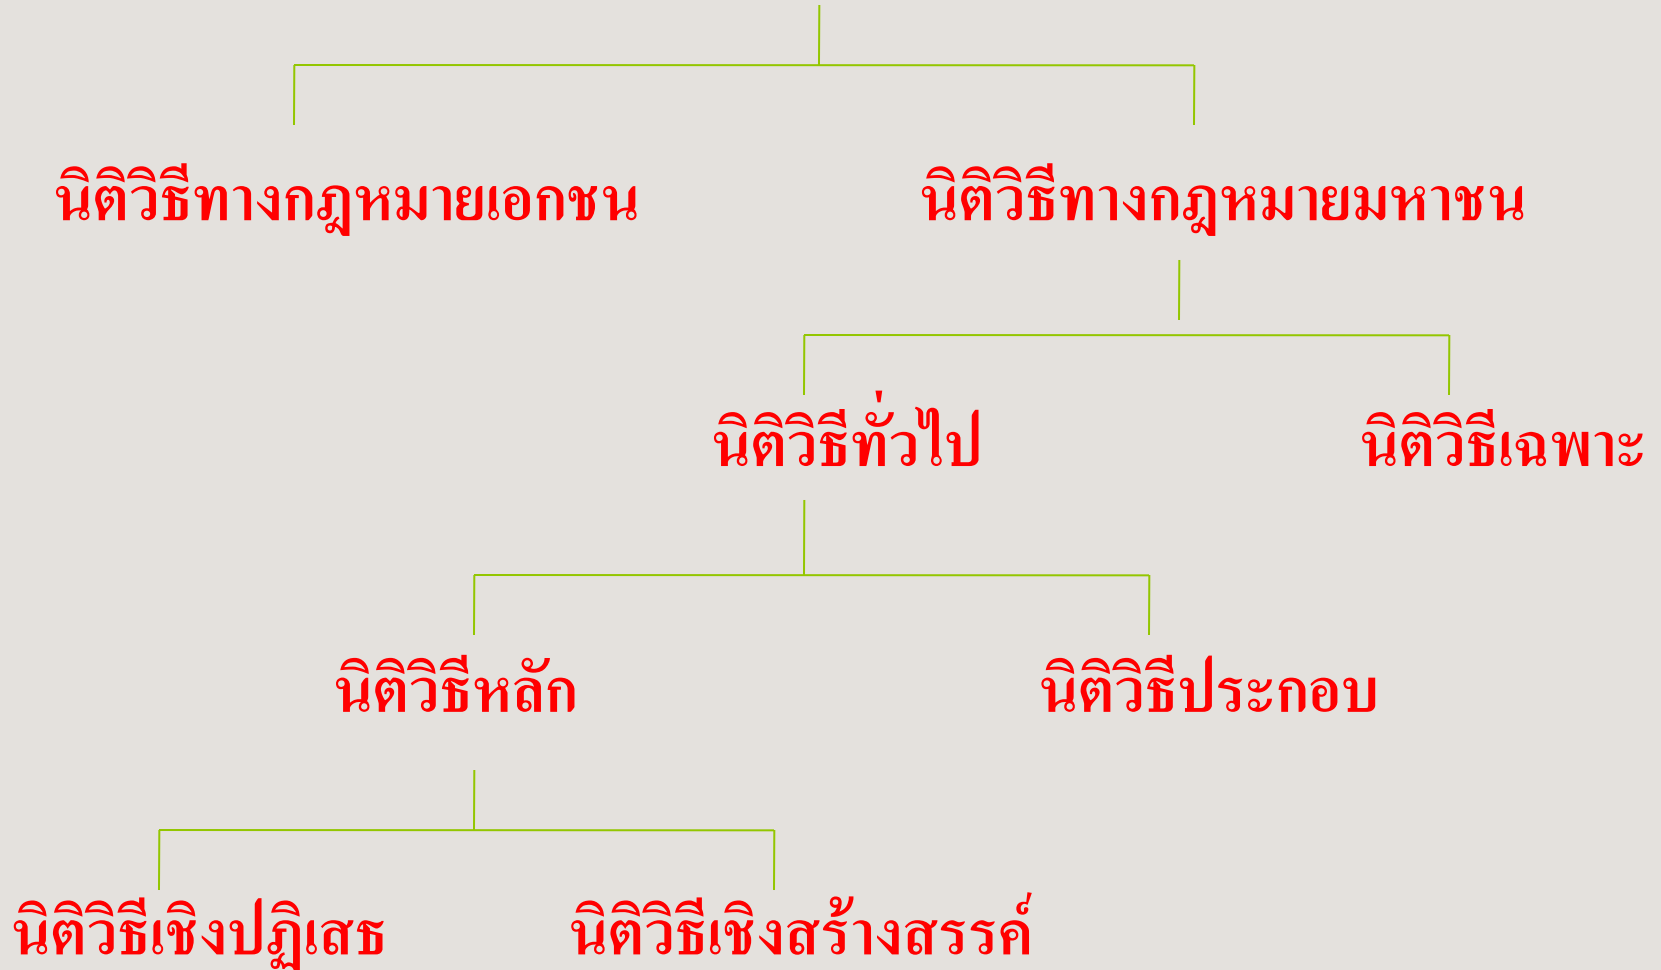 นิติวิธีทางกฎหมายเอกชน นิติวิธีทางกฎหมายมหาชน
นิติวิธีทั่วไป นิติวิธีเฉพาะ
นิติวิธีหลัก นิติวิธีประกอบ
นิติวิธีเชิงปฏิเสธ นิติวิธีเชิงสร้างสรรค์